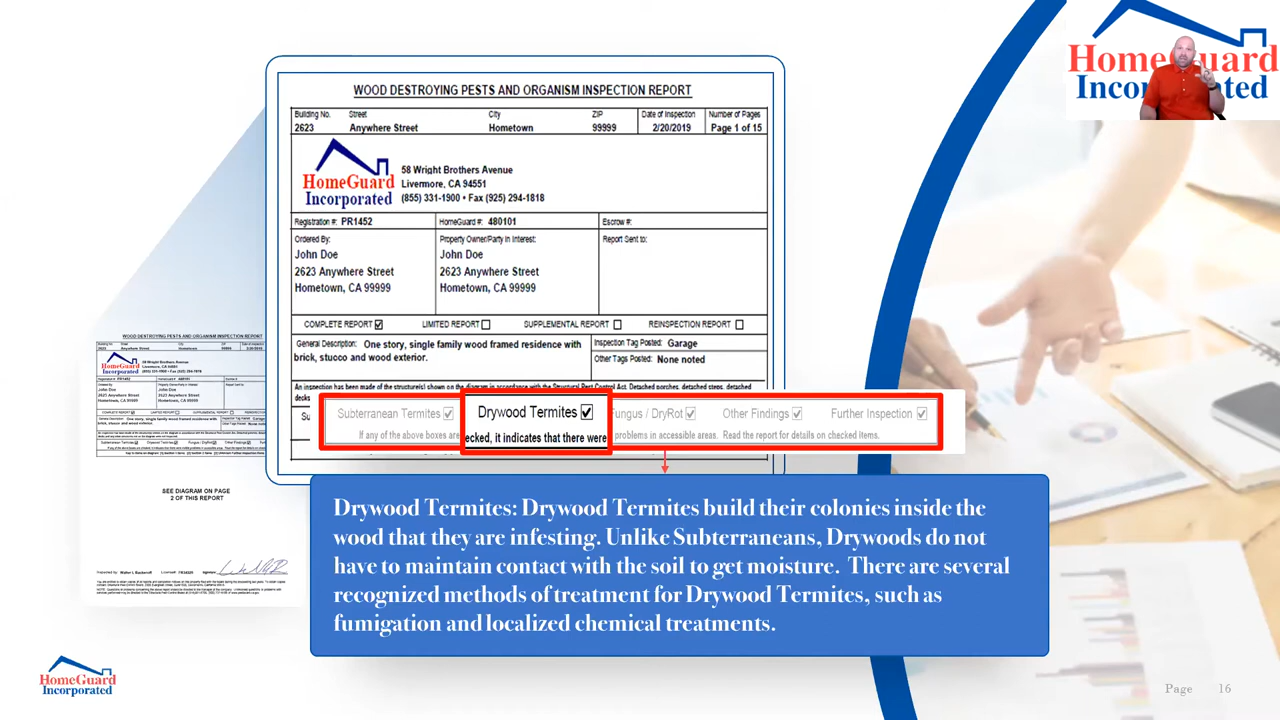 HomeGuard
Incorporated
WOOD DESTROYING PESTS AND ORGANISM INSPECTION REPORT
Building No. Street City ZIP Date of Inspection Number of Pages
2623 Anywhere Street Hometown 99999 2/20/2019 Page 1 of 15
HomeGuard
Incorporated
58 Wright Brothers Avenue
Livermore, CA 94551
(855) 331-1900 • Fax (925) 294-1818
Registration #: PR1452 HomeGuard #: 480101 Escrow #:
Ordered By: Property Owner/Party in Interest: Report Sent to:
John Doe John Doe
2623 Anywhere Street 2623 Anywhere Street
Hometown, CA 99999 Hometown, CA 99999
COMPLETE REPORT LIMITED REPORT SUPPLEMENTAL REPORT REINSPECTION REPORT
General Description: One story, single family wood framed residence with
brick, stucco and wood exterior.
Inspection Tag Posted: Garage
Other Tags Posted: None noted
An inspection has been made of the structure(s) shown on the diagram in accordance with the Structural Pest Control Act. Detached porches, detached steps, detached
decks
Subterranean Termites Drywood Termites Fungus / DryRot Other Findings Further Inspection
If any of the above boxes are ecked, it indicates that there were problems in accessible areas. Read the report for details on checked items.
WOOD DESTROYING PESTS AND ORGANISM INSPECTION REPORT
HomeGuard
Incorporated
SEE DIAGRAM ON PAGE
2 OF THIS REPORT
Drywood Termites: Drywood Termites build their colonies inside the
wood that they are infesting. Unlike Subterraneans, Drywoods do not
have to maintain contact with the soil to get moisture. There are several
recognized methods of treatment for Drywood Termites, such as
fumigation and localized chemical treatments.
HomeGuard
Incorporated
Page 16